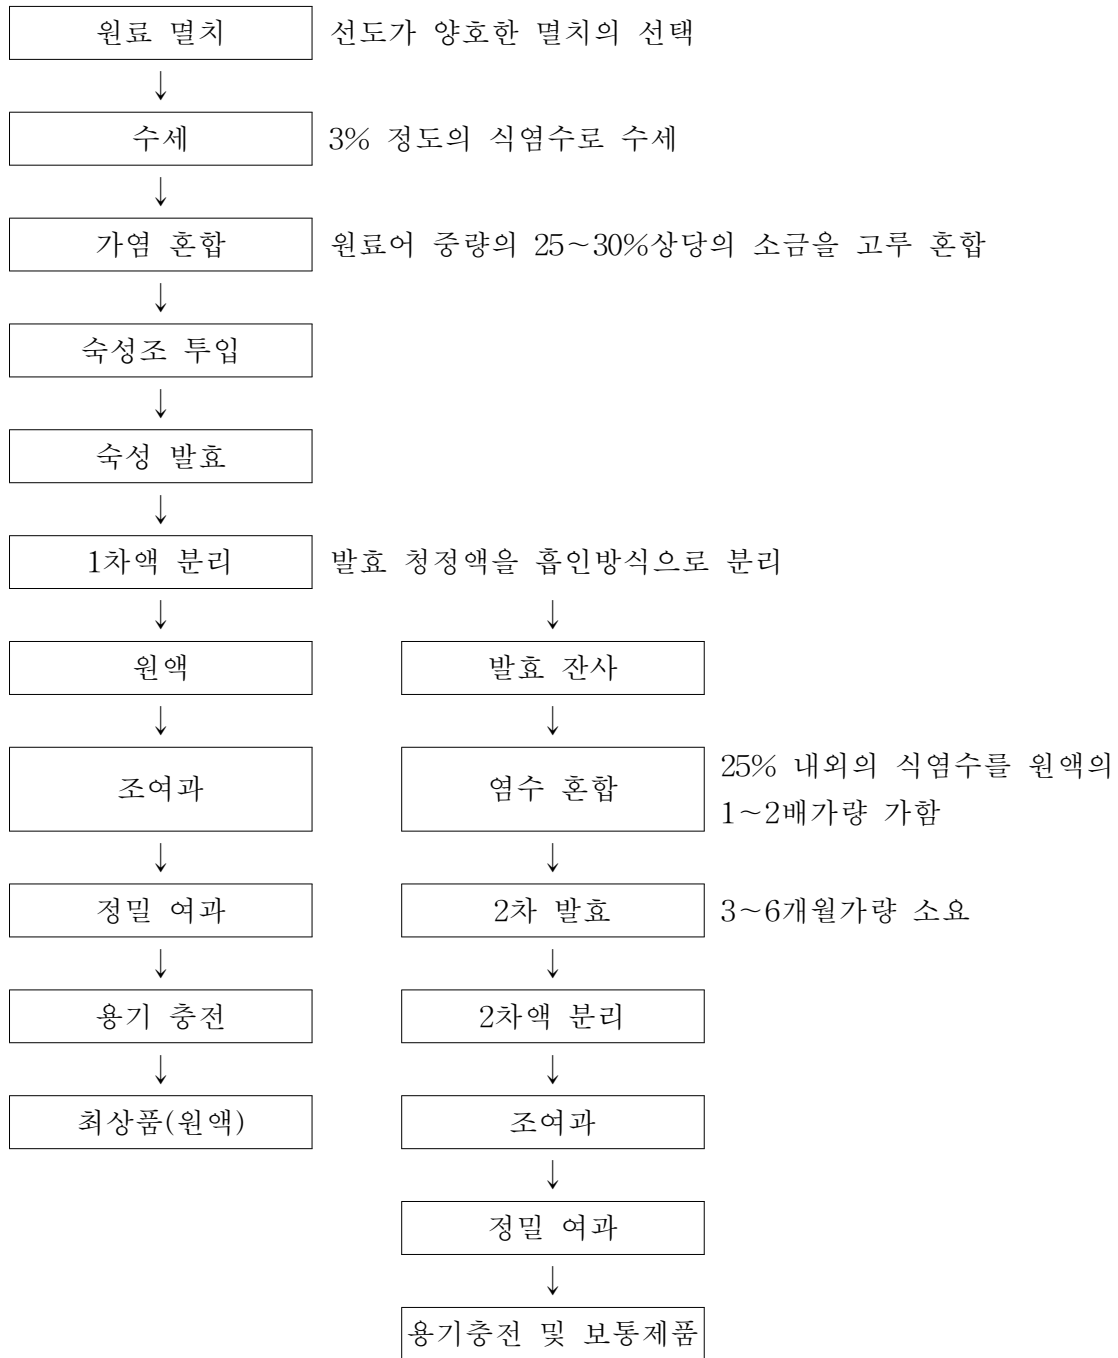 원료 멸치 선도가 양호한 멸치의 선택
↓
수세 3% 정도의 식염수로 수세
↓
가염 혼합 원료어 중량의 25~30%상당의 소금을 고루 혼합
↓
숙성조 투입
↓
숙성 발효
↓
1차액 분리 발효 청정액을 흡인방식으로 분리
↓ ↓
원액 발효 잔사
↓ ↓
조여과 염수 혼합 25% 내외의 식염수를 원액의
1~2배가량 가함
↓ ↓
정밀 여과 2차 발효 3~6개월가량 소요
↓ ↓
용기 충전 2차액 분리
↓ ↓
최상품(원액) 조여과
↓
정밀 여과
↓
용기충전 및 보통제품